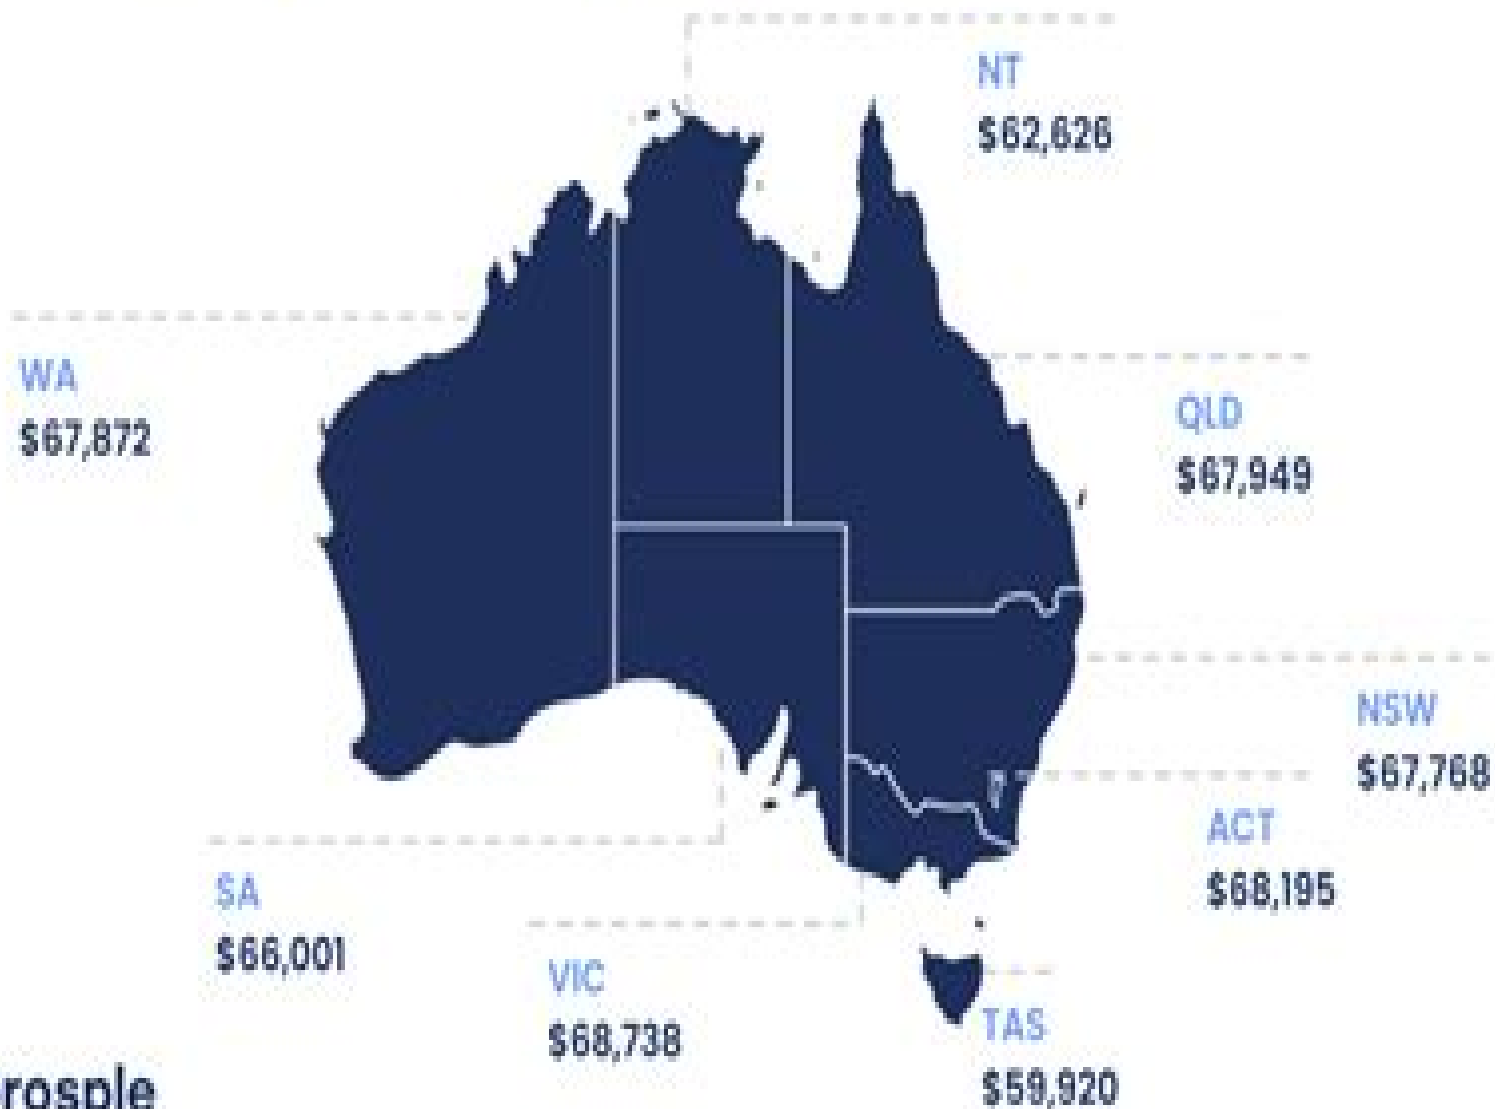 NT
$62,626
WA
$67,872
QLD
$67,949
NSW
$67,768
ACT
$68,195
SA
$66,001
VIC
$68,738
TAS
$59,920
rosple